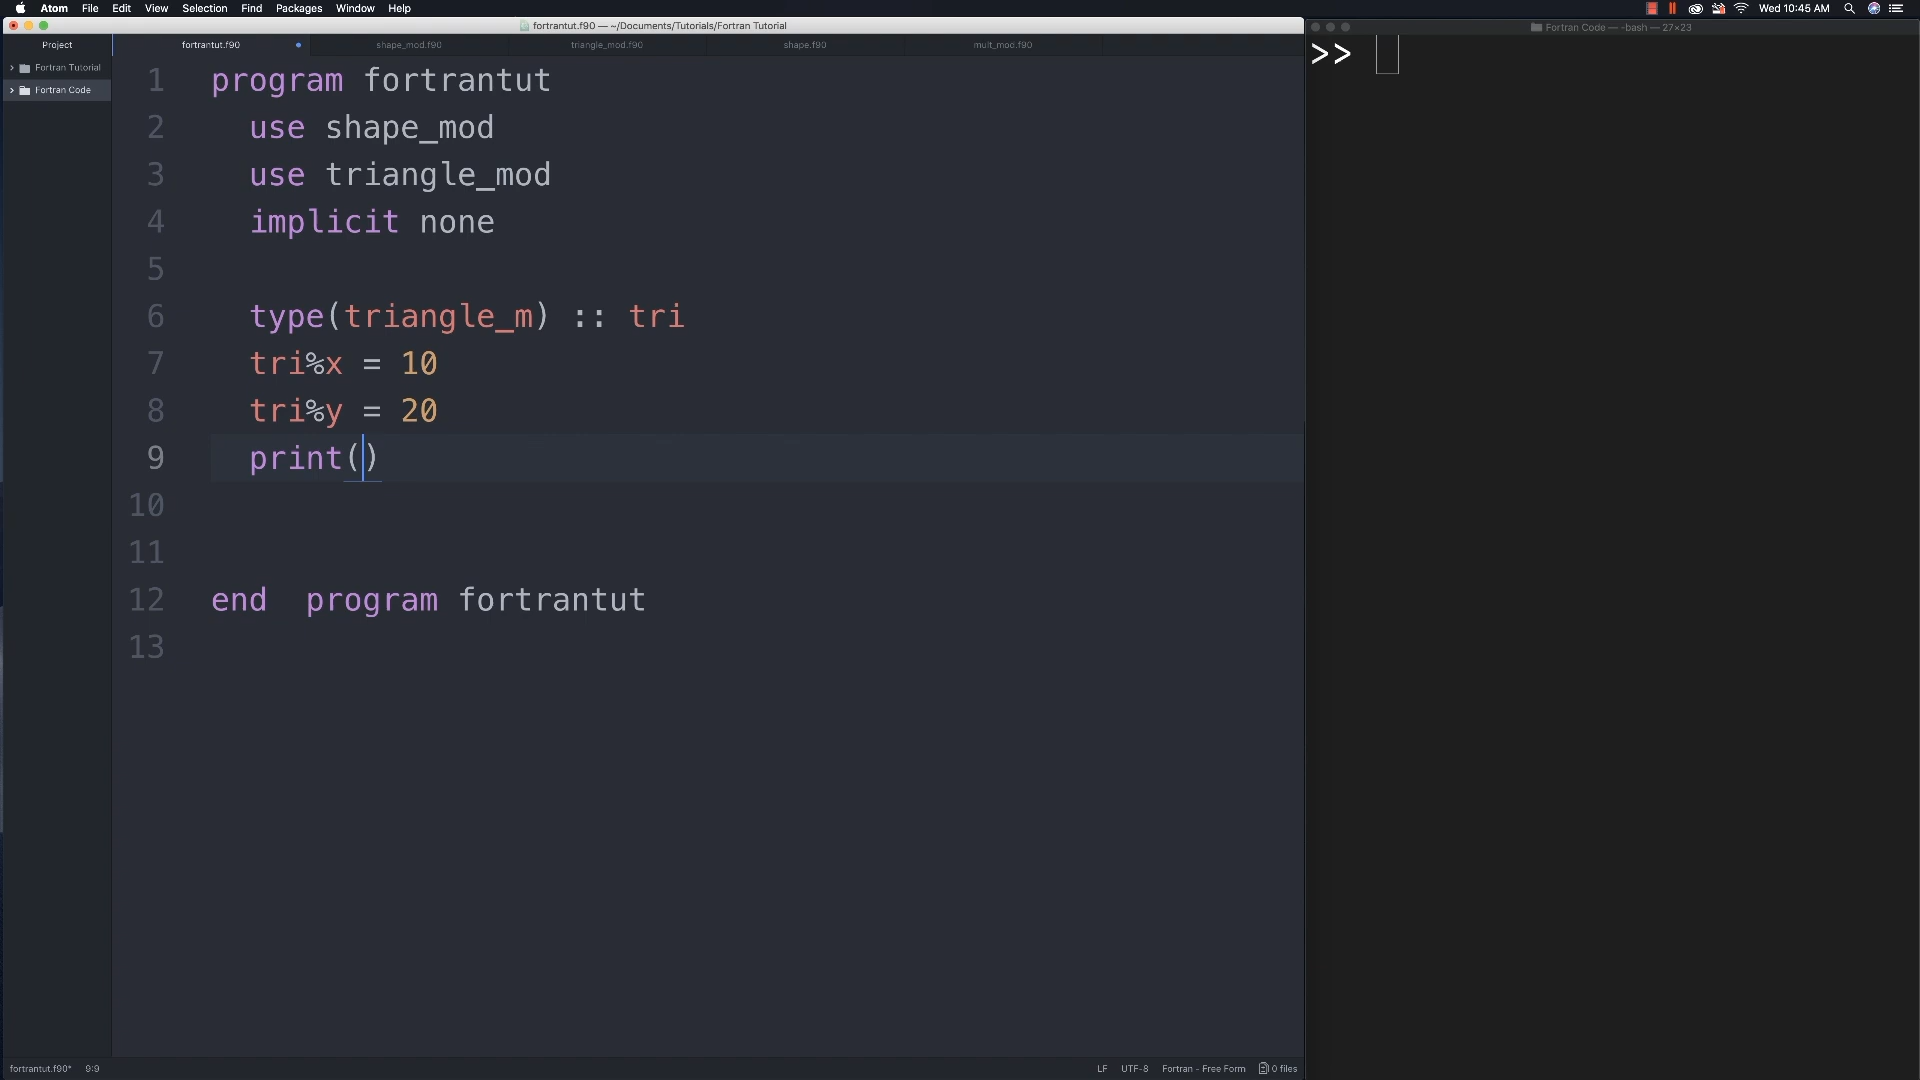 Atom File Edit View Selection Find Packages Window Help Wed 10:45 AM
fortrantut.f90 — ~/Documents/Tutorials/Fortran Tutorial
Fortran Code — -bash — 27×23
Project
fortrantut.f90 shape_mod.f90 triangle_mod.f90 shape.f90 mult_mod.f90
Fortran Tutorial
Fortran Code
1 program fortrantut
2 use shape_mod
3 use triangle_mod
4 implicit none
5
6 type(triangle_m) :: tri
7 tri%x = 10
8 tri%y = 20
9 print()
10
11
12 end  program fortrantut
13
>>
fortrantut.f90* 9:9 LF UTF-8 Fortran - Free Form 0 files